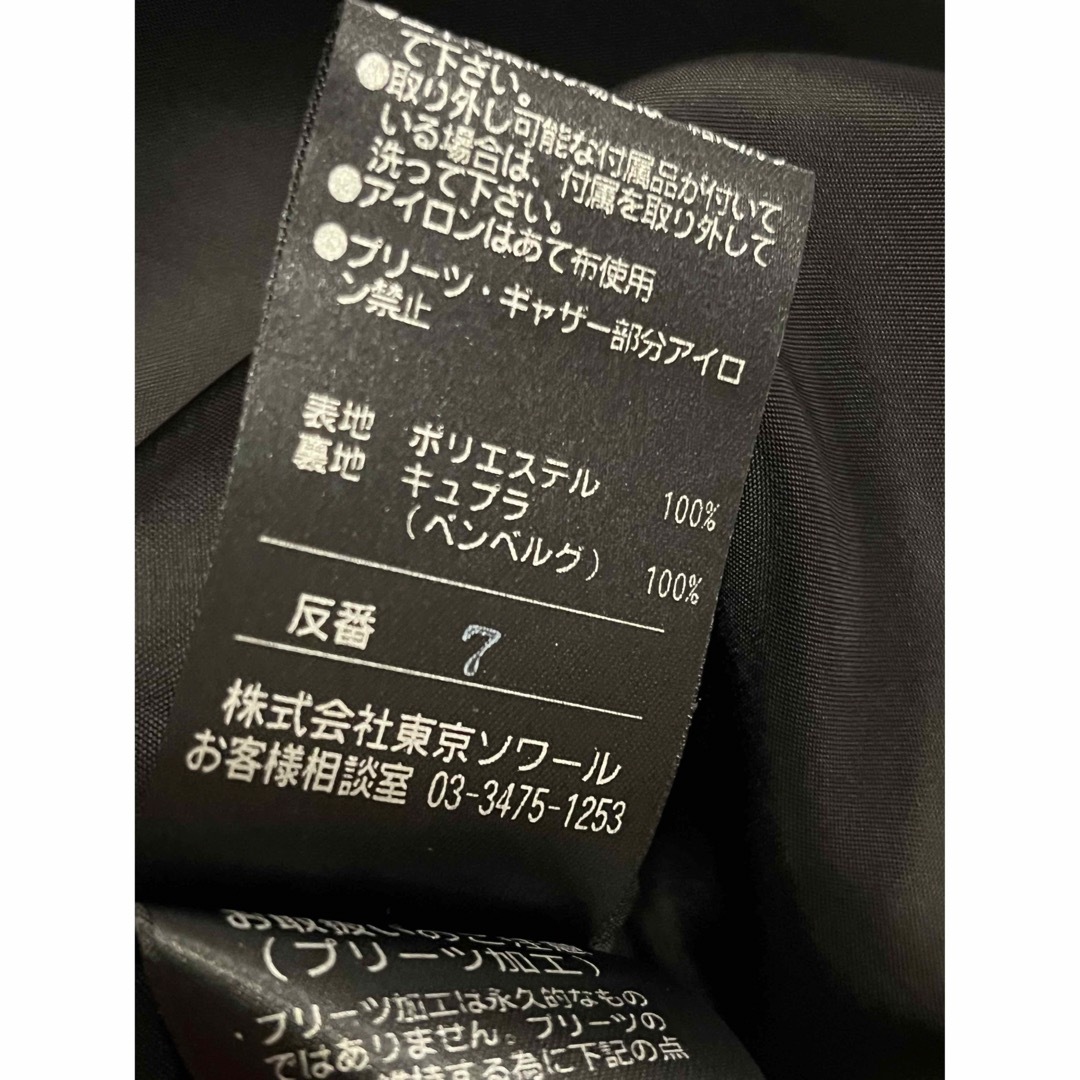 て下さい。
●取り外し可能な付属品が付いて
いる場合は、付属を取り外して
洗って下さい。
●アイロンはあて布使用
●プリーツ・ギャザー部分アイロ
ン禁止
表地 ポリエステル 100%
裏地 キュプラ
(ベンベルグ) 100%
反番 7
株式会社東京ソワール
お客様相談室 03-3475-1253
(プリーツ加工)
プリーツ加工は永久的なもの
ではありません。プリーツの
する為に下記の点